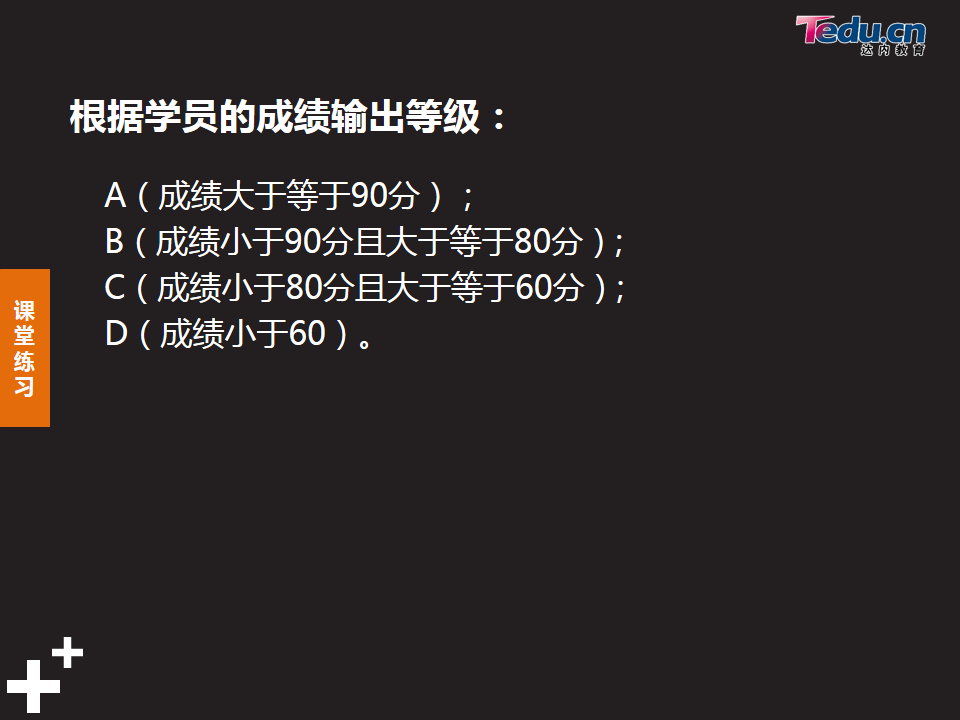 Tedu.cn
达内教育
根据学员的成绩输出等级：
A（成绩大于等于90分）；
B（成绩小于90分且大于等于80分）;
C（成绩小于80分且大于等于60分）;
D（成绩小于60）。
课堂练习